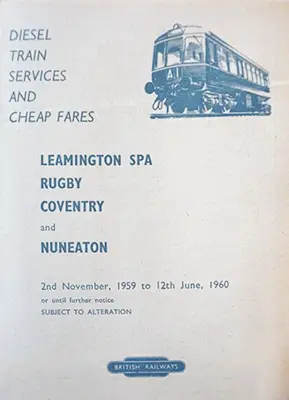 DIESEL
TRAIN
SERVICES
AND
CHEAP FARES
A
LEAMINGTON SPA
RUGBY
COVENTRY
and
NUNEATON
2nd November, 1959 to 12th June, 1960
or until further notice
SUBJECT TO ALTERATION
BRITISH RAILWAYS